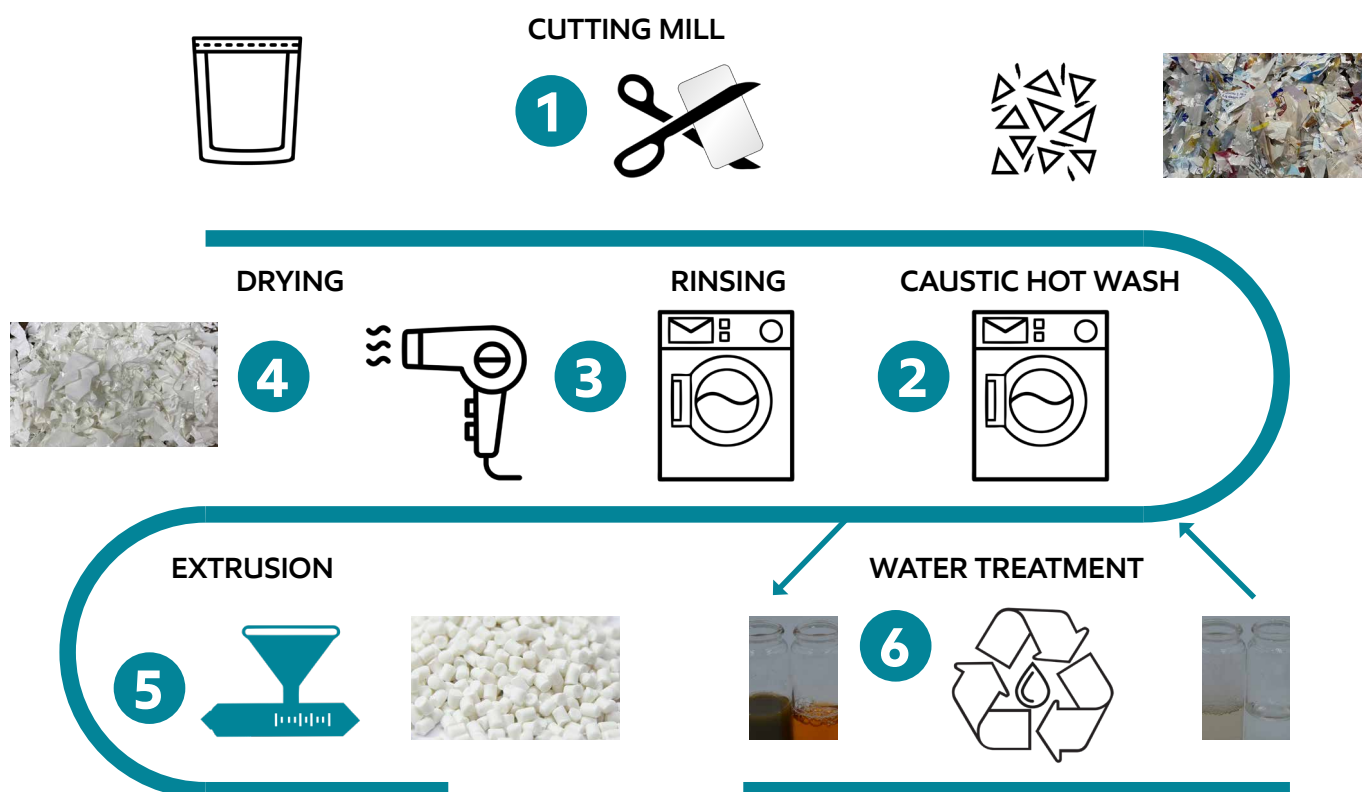 CUTTING MILL
1
DRYING
RINSING
CAUSTIC HOT WASH
4
3
2
EXTRUSION
WATER TREATMENT
5
6